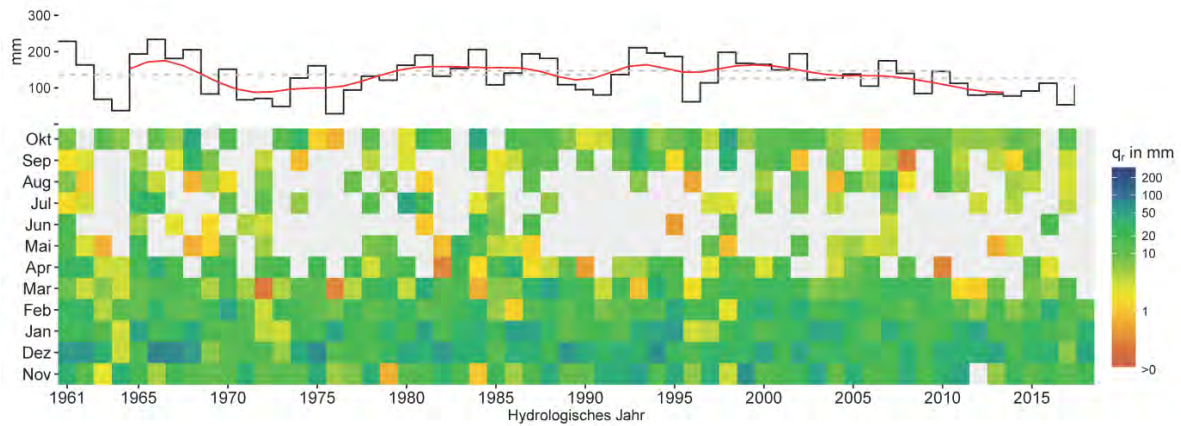 300
200
100
mm
Okt
Sep
Aug
Jul
Jun
Mai
Apr
Mar
Feb
Jan
Dez
Nov
1961 1965 1970 1975 1980 1985 1990 1995 2000 2005 2010 2015
Hydrologisches Jahr
qr in mm
200
100
50
20
10
1
>0